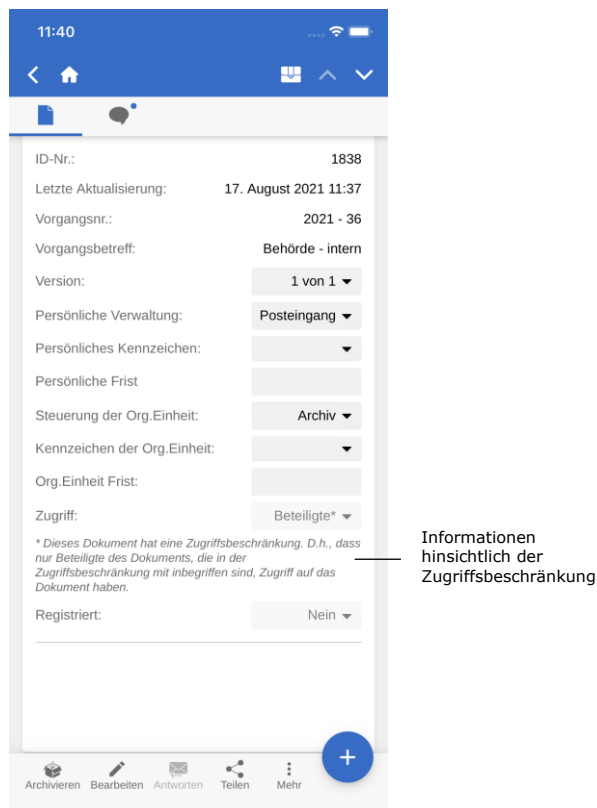 11:40
ID-Nr.: 1838
Letzte Aktualisierung: 17. August 2021 11:37
Vorgangsnr.: 2021 - 36
Vorgangsbetreff: Behörde - intern
Version: 1 von 1
Persönliche Verwaltung: Posteingang
Persönliches Kennzeichen:
Persönliche Frist
Steuerung der Org.Einheit: Archiv
Kennzeichen der Org.Einheit:
Org.Einheit Frist:
Zugriff: Beteiligte*
* Dieses Dokument hat eine Zugriffsbeschränkung. D.h., dass
nur Beteiligte des Dokuments, die in der
Zugriffsbeschränkung mit inbegriffen sind, Zugriff auf das
Dokument haben.
Registriert: Nein
Archivieren Bearbeiten Antworten Teilen Mehr
+
Informationen
hinsichtlich der
Zugriffsbeschränkung